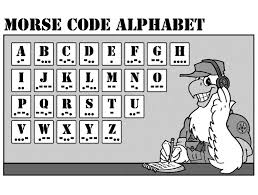 MORSE CODE ALPHABET
A B C D E F G H
I J K L M N O
P Q R S T U
V W X Y Z